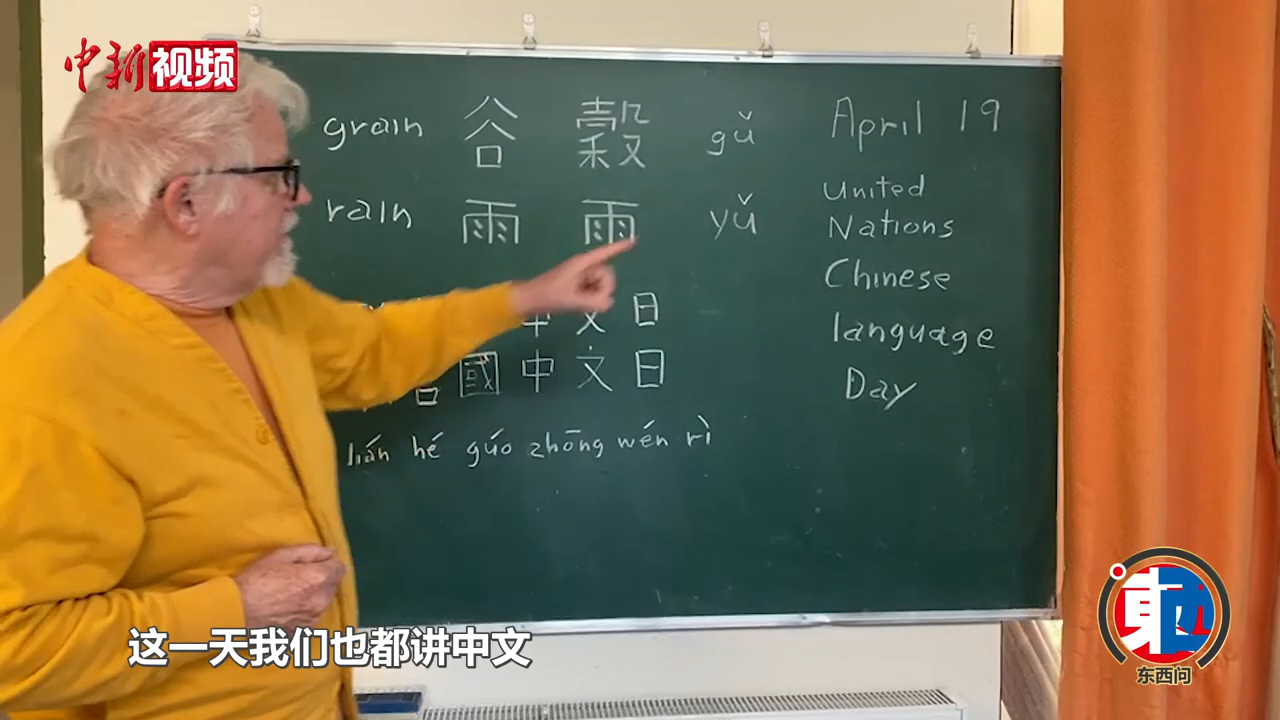 中新视频
grain 谷 穀 gǔ
rain 雨 雨 yǔ
中 文 日
國 中 文 日
lián hé guó zhōng wén rì
April 19
United
Nations
Chinese
language
Day
这一天我们也都讲中文
东西问